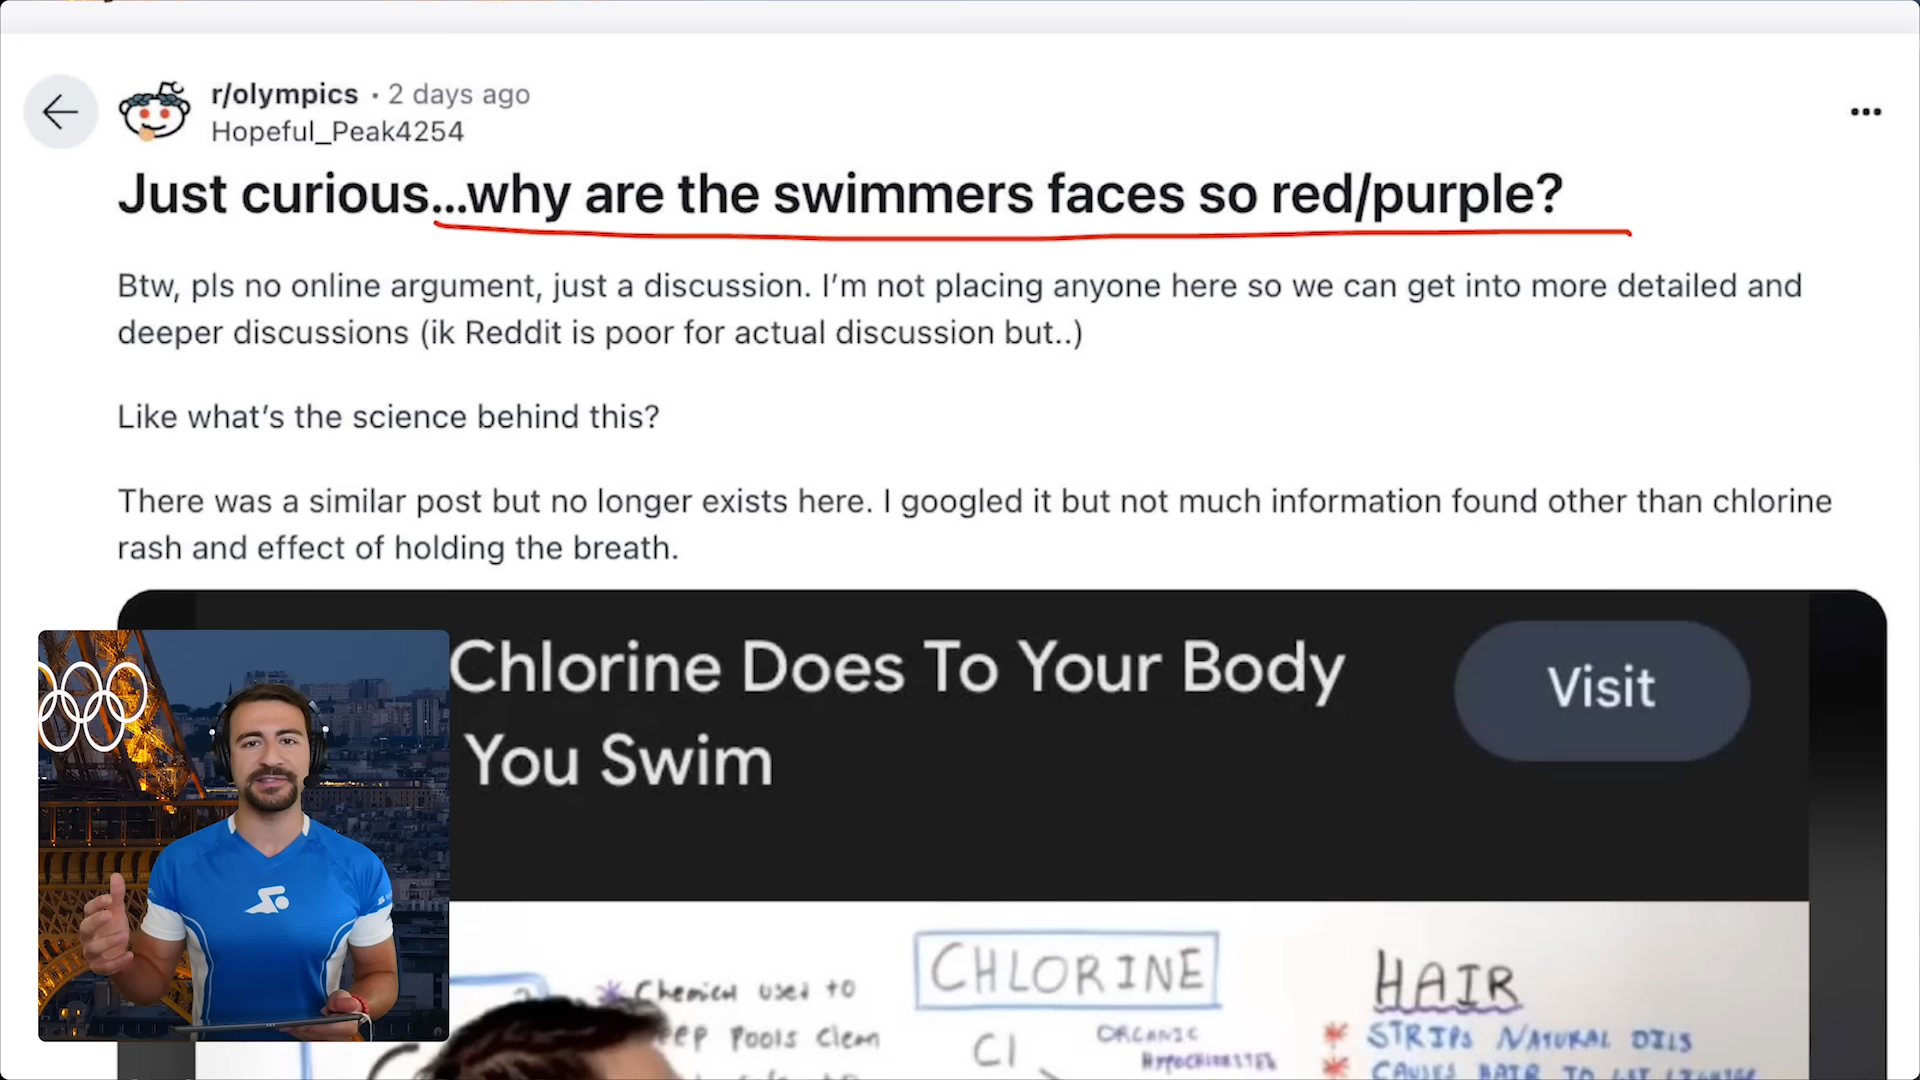 r/olympics • 2 days ago
Hopeful_Peak4254
Just curious...why are the swimmers faces so red/purple?
Btw, pls no online argument, just a discussion. I'm not placing anyone here so we can get into more detailed and
deeper discussions (ik Reddit is poor for actual discussion but..)
Like what's the science behind this?
There was a similar post but no longer exists here. I googled it but not much information found other than chlorine
rash and effect of holding the breath.
Chlorine Does To Your Body
You Swim
Visit
CHLORINE
HAIR
Chemical used to
POOLS Clean
Cl
ORGANIC
STRIPS NATURAL OILS
CAUSES HAIR TO GET